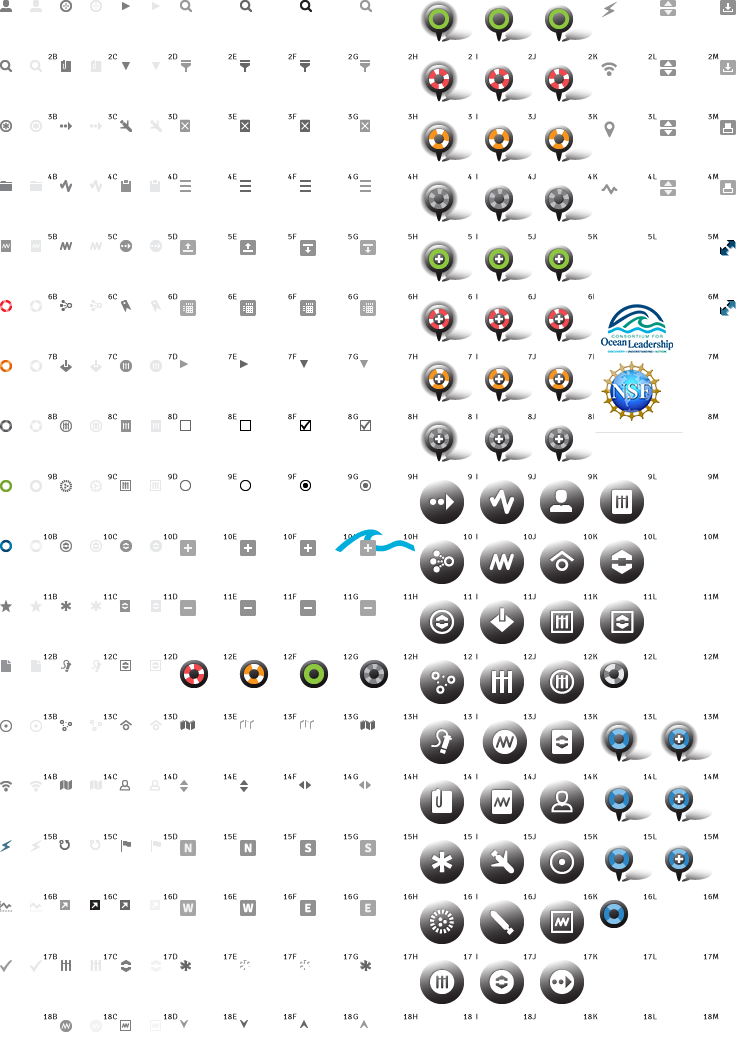 2B 2C 2D 2E 2F 2G 2H 2 I 2J 2K 2L 2M
3B 3C 3D 3E 3F 3G 3H 3 I 3J 3K 3L 3M
4B 4C 4D 4E 4F 4G 4H 4 I 4J 4K 4L 4M
5B 5C 5D 5E 5F 5G 5H 5 I 5J 5K 5L 5M
6B 6C 6D 6E 6F 6G 6H 6 I 6J 6M
CONSORTIUM FOR
Ocean Leadership
DISCOVERY • UNDERSTANDING • ACTION
7B 7C 7D 7E 7F 7G 7H 7 I 7J 7M
NSF
8B 8C 8D 8E 8F 8G 8H 8 I 8J 8M
9B 9C 9D 9E 9F 9G 9H 9 I 9J 9K 9L 9M
10B 10C 10D 10E 10F 10H 10 I 10J 10K 10L 10M
11B 11C 11D 11E 11F 11G 11H 11 I 11J 11K 11L 11M
12B 12C 12D 12E 12F 12G 12H 12 I 12J 12K 12L 12M
13B 13C 13D 13E 13F 13G 13H 13 I 13J 13K 13L 13M
14B 14C 14D 14E 14F 14G 14H 14 I 14J 14K 14L 14M
15B 15C 15D 15E 15F 15G 15H 15 I 15J 15K 15L 15M
N N S S
16B 16C 16D 16E 16F 16G 16H 16 I 16J 16K 16L 16M
W W E E
17B 17C 17D 17E 17F 17G 17H 17 I 17J 17K 17L 17M
18B 18C 18D 18E 18F 18G 18H 18 I 18J 18K 18L 18M